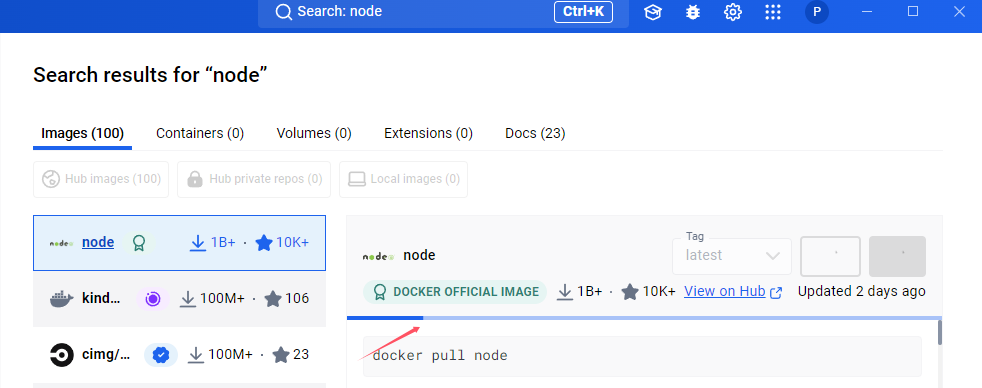 Search: node Ctrl+K P
Search results for “node”
Images (100) Containers (0) Volumes (0) Extensions (0) Docs (23)
Hub images (100) Hub private repos (0) Local images (0)
node node 1B+ · 10K+
kind... 100M+ · 106
cimg/... 100M+ · 23
node node
Tag
latest
DOCKER OFFICIAL IMAGE 1B+ · 10K+ View on Hub Updated 2 days ago
docker pull node